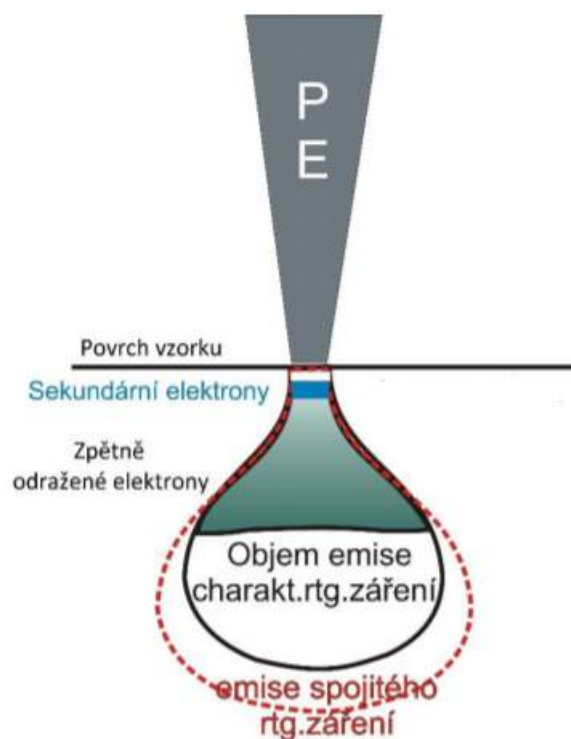 P
E
Povrch vzorku
Sekundární elektrony
Zpětně
odražené elektrony
Objem emise
charakt.rtg.záření
emise spojitého
rtg.záření